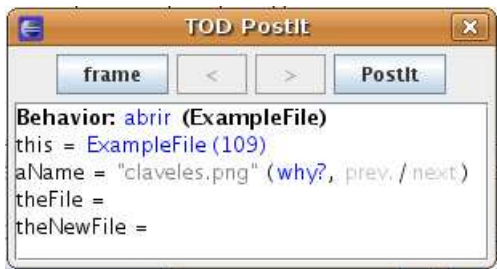 TOD PostIt
frame < > PostIt
Behavior: abrir (ExampleFile)
this = ExampleFile (109)
aName = "claveles.png" (why?, prev. / next )
theFile =
theNewFile =